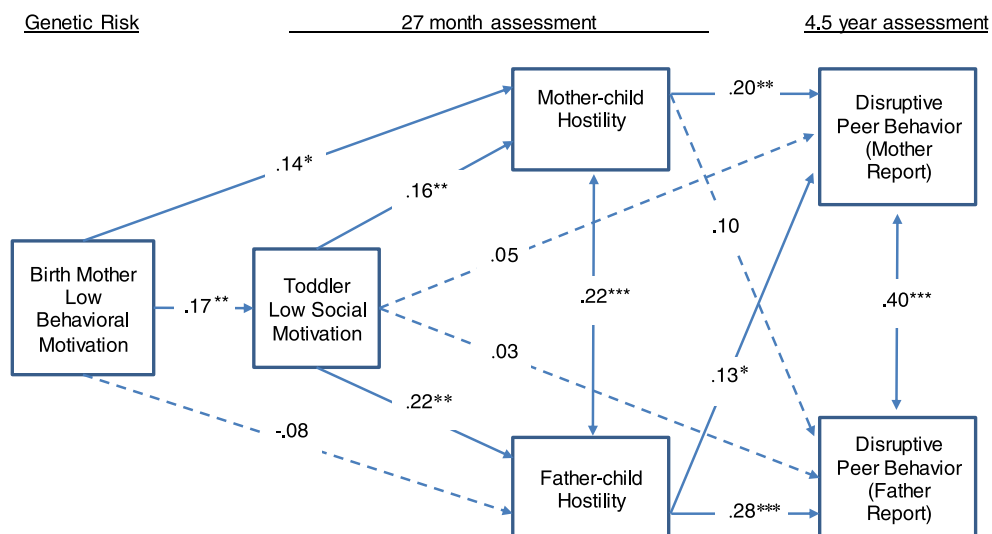 Genetic Risk
27 month assessment
4.5 year assessment
Mother-child
Hostility
.20**
Disruptive
Peer Behavior
(Mother
Report)
.14*
.16**
.10
.05
Birth Mother
Low
Behavioral
Motivation
.17**
Toddler
Low Social
Motivation
.22***
.40***
.03
.13*
.22**
-.08
Father-child
Hostility
.28***
Disruptive
Peer Behavior
(Father
Report)